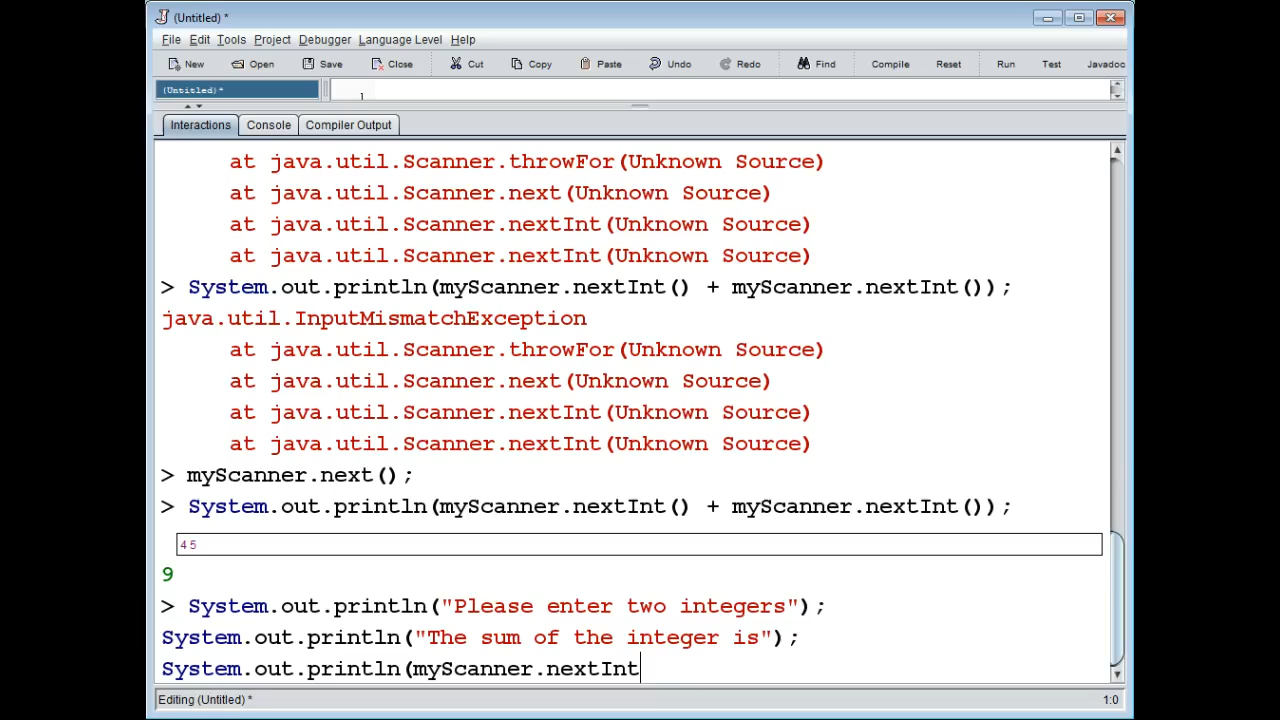 (Untitled) *
File Edit Tools Project Debugger Language Level Help
New Open Save Close Cut Copy Paste Undo Redo Find Compile Reset Run Test Javadoc
(Untitled)*
Interactions Console Compiler Output
at java.util.Scanner.throwFor(Unknown Source)
at java.util.Scanner.next(Unknown Source)
at java.util.Scanner.nextInt(Unknown Source)
at java.util.Scanner.nextInt(Unknown Source)
> System.out.println(myScanner.nextInt() + myScanner.nextInt());
java.util.InputMismatchException
at java.util.Scanner.throwFor(Unknown Source)
at java.util.Scanner.next(Unknown Source)
at java.util.Scanner.nextInt(Unknown Source)
at java.util.Scanner.nextInt(Unknown Source)
> myScanner.next();
> System.out.println(myScanner.nextInt() + myScanner.nextInt());
4 5
9
> System.out.println("Please enter two integers");
System.out.println("The sum of the integer is");
System.out.println(myScanner.nextInt
Editing (Untitled) * 1:0